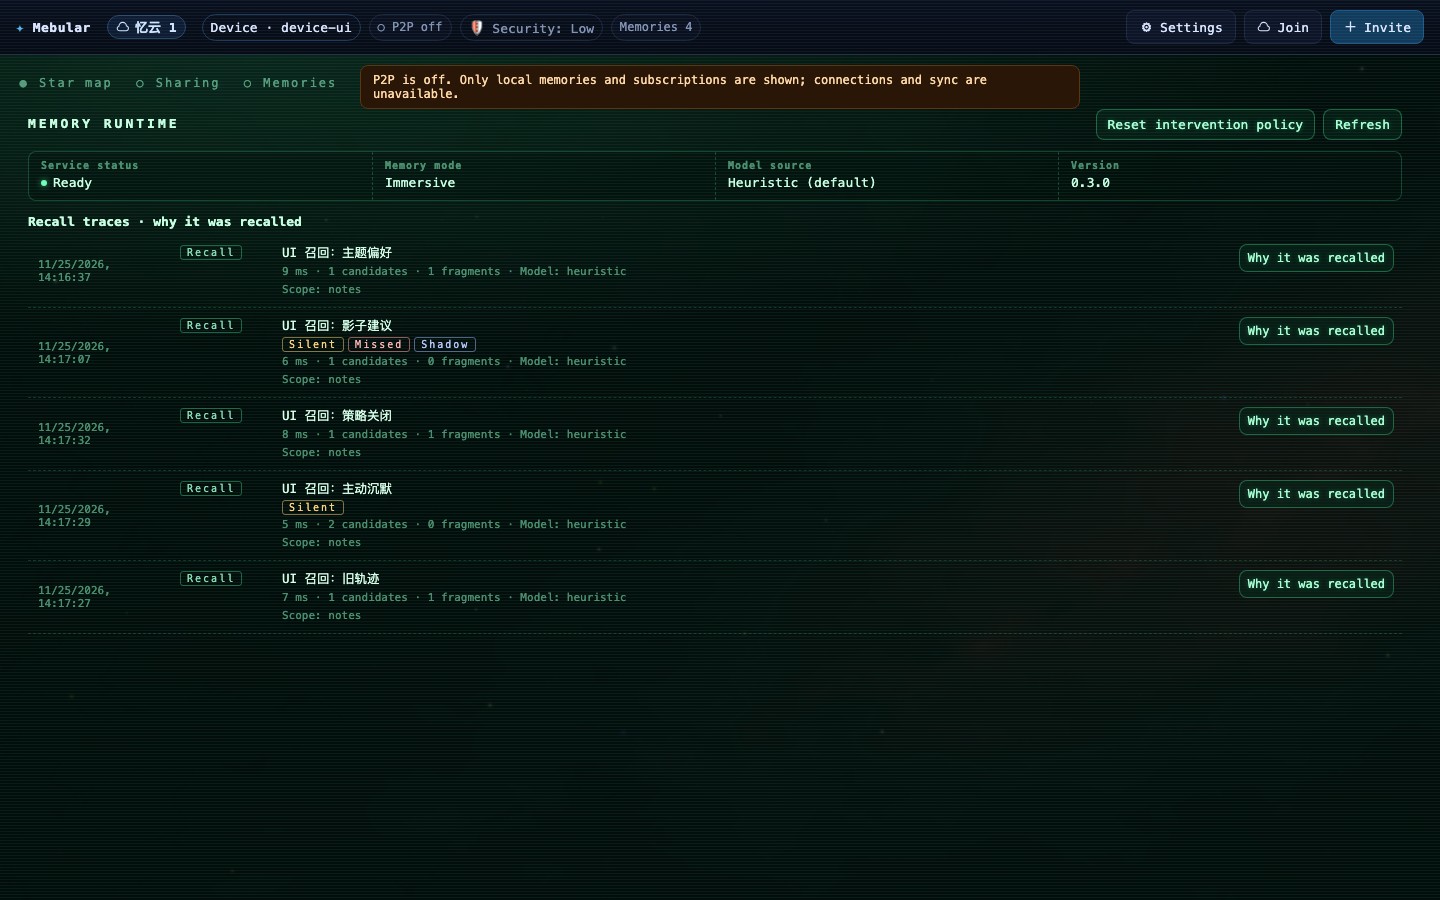 ✦ Mebular
忆云 1
Device · device-ui
○ P2P off
Security: Low
Memories 4
⚙ Settings
Join
+ Invite
● Star map
○ Sharing
○ Memories
P2P is off. Only local memories and subscriptions are shown; connections and sync are
unavailable.
MEMORY RUNTIME
Reset intervention policy
Refresh
Service status
Ready
Memory mode
Immersive
Model source
Heuristic (default)
Version
0.3.0
Recall traces · why it was recalled
11/25/2026,
14:16:37
Recall
UI 召回：主题偏好
9 ms · 1 candidates · 1 fragments · Model: heuristic
Scope: notes
Why it was recalled
11/25/2026,
14:17:07
Recall
UI 召回：影子建议
Silent
Missed
Shadow
6 ms · 1 candidates · 0 fragments · Model: heuristic
Scope: notes
Why it was recalled
11/25/2026,
14:17:32
Recall
UI 召回：策略关闭
8 ms · 1 candidates · 1 fragments · Model: heuristic
Scope: notes
Why it was recalled
11/25/2026,
14:17:29
Recall
UI 召回：主动沉默
Silent
5 ms · 2 candidates · 0 fragments · Model: heuristic
Scope: notes
Why it was recalled
11/25/2026,
14:17:27
Recall
UI 召回：旧轨迹
7 ms · 1 candidates · 1 fragments · Model: heuristic
Scope: notes
Why it was recalled